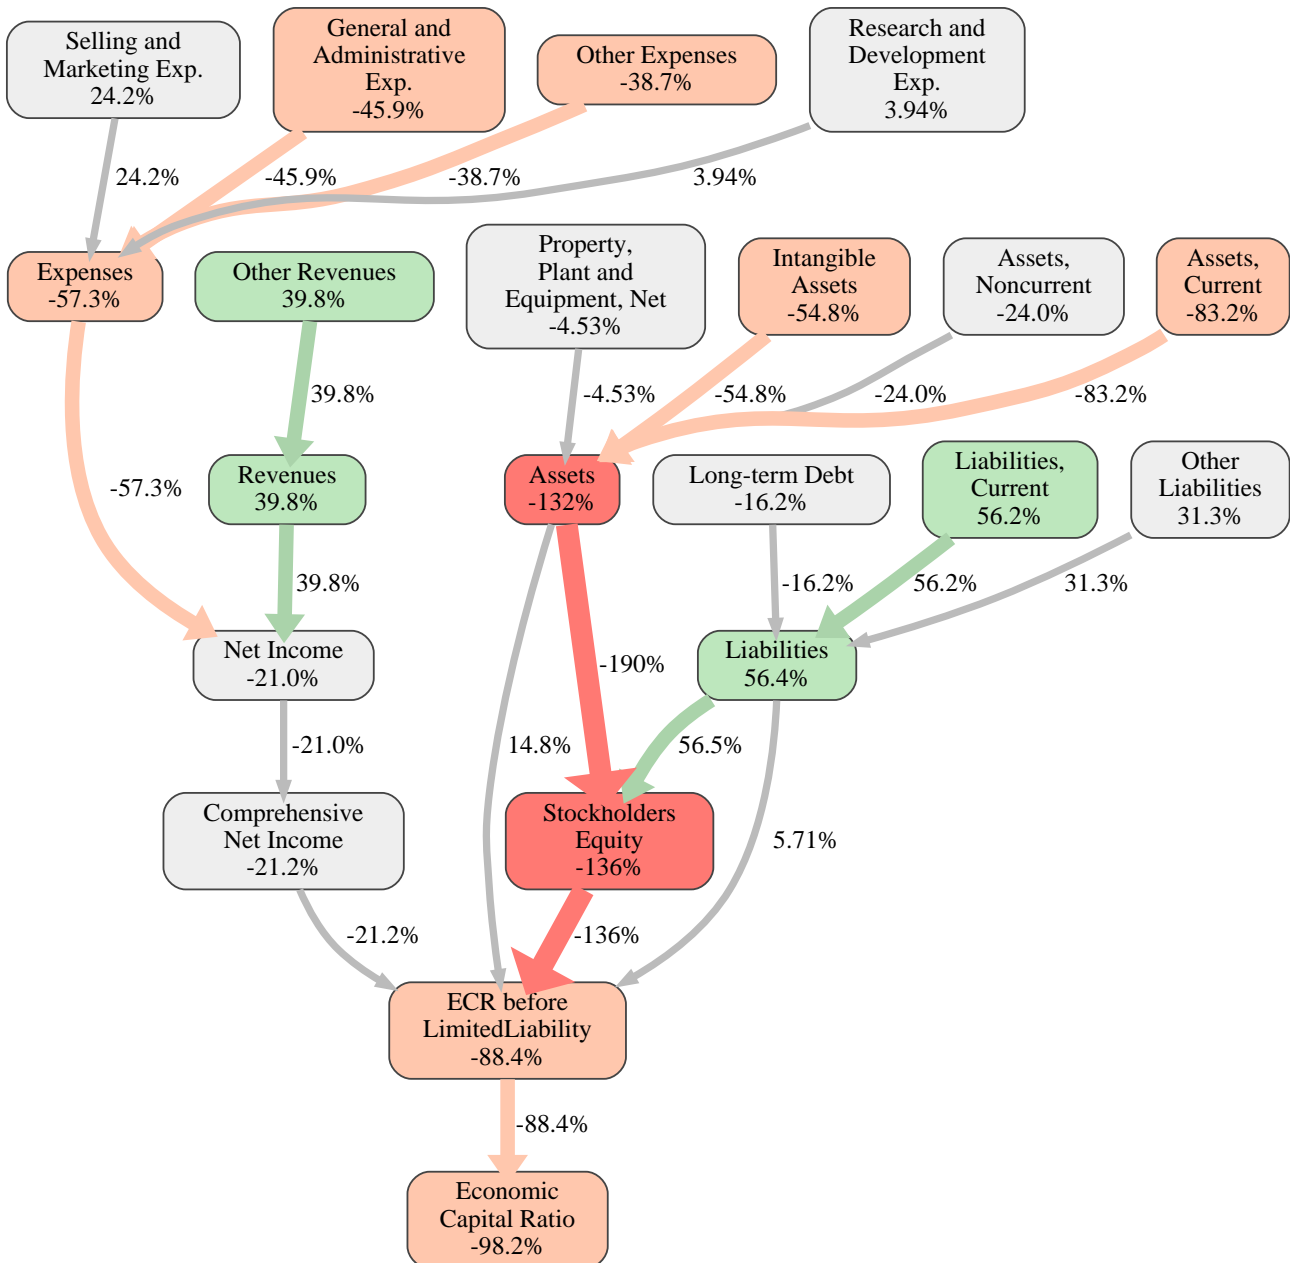 Selling and
Marketing Exp.
24.2%
General and
Administrative
Exp.
-45.9%
Other Expenses
-38.7%
Research and
Development
Exp.
3.94%
24.2%
-45.9%
-38.7%
3.94%
Expenses
-57.3%
Other Revenues
39.8%
Property,
Plant and
Equipment, Net
-4.53%
Intangible
Assets
-54.8%
Assets,
Noncurrent
-24.0%
Assets,
Current
-83.2%
39.8%
-4.53%
-54.8%
-24.0%
-83.2%
-57.3%
Revenues
39.8%
Assets
-132%
Long-term Debt
-16.2%
Liabilities,
Current
56.2%
Other
Liabilities
31.3%
39.8%
-16.2%
56.2%
31.3%
Net Income
-21.0%
-190%
Liabilities
56.4%
-21.0%
14.8%
56.5%
Comprehensive
Net Income
-21.2%
Stockholders
Equity
-136%
5.71%
-21.2%
-136%
ECR before
LimitedLiability
-88.4%
-88.4%
Economic
Capital Ratio
-98.2%